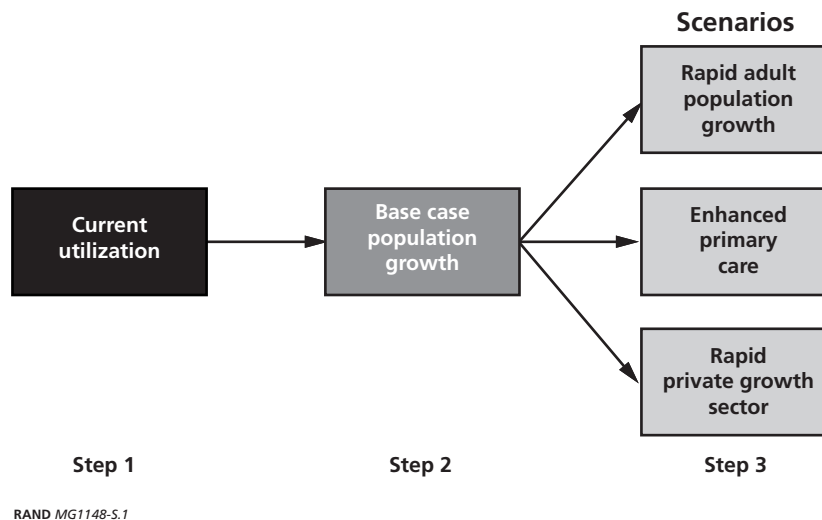 Scenarios
Rapid adult
population
growth
Current
utilization
Base case
population
growth
Enhanced
primary
care
Rapid
private growth
sector
Step 1
Step 2
Step 3
RAND MG1148-S.1